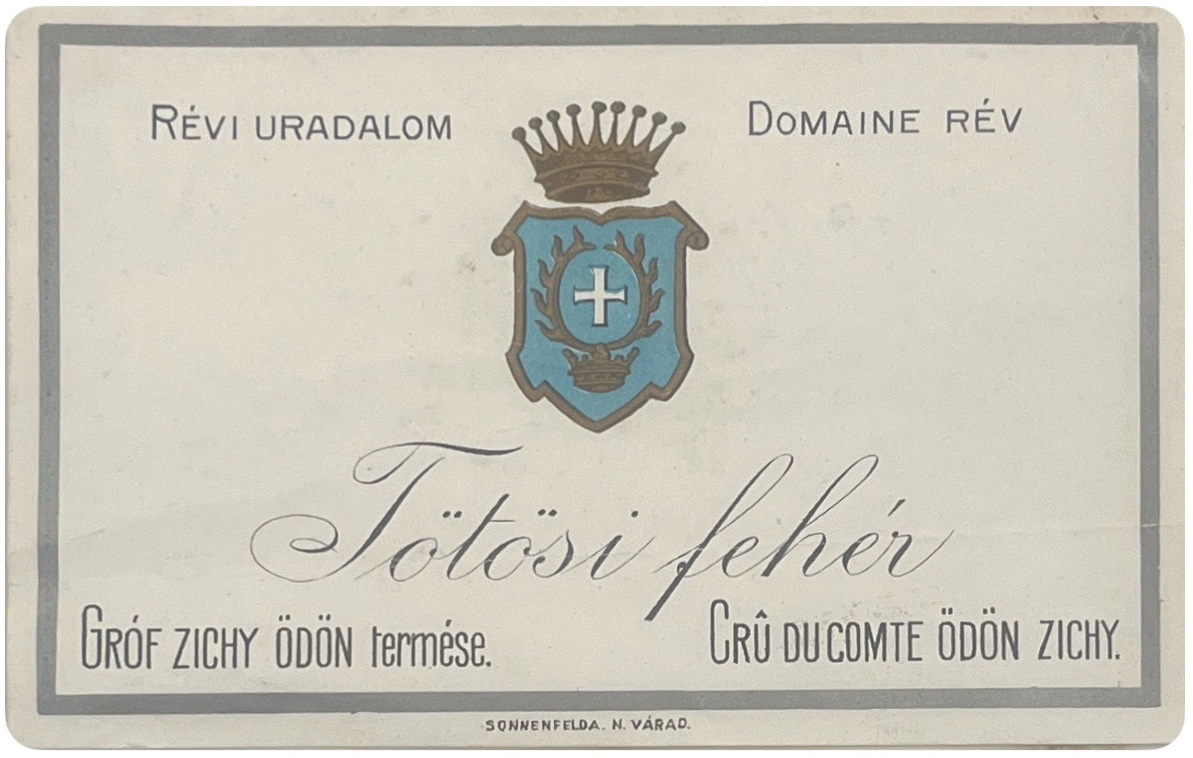 RÉVI URADALOM
DOMAINE RÉV
Tötösi fehér
GRÓF ZICHY ÖDÖN termése.
CRÛ DU COMTE ÖDÖN ZICHY.
SONNENFELD A. N. VÁRAD.